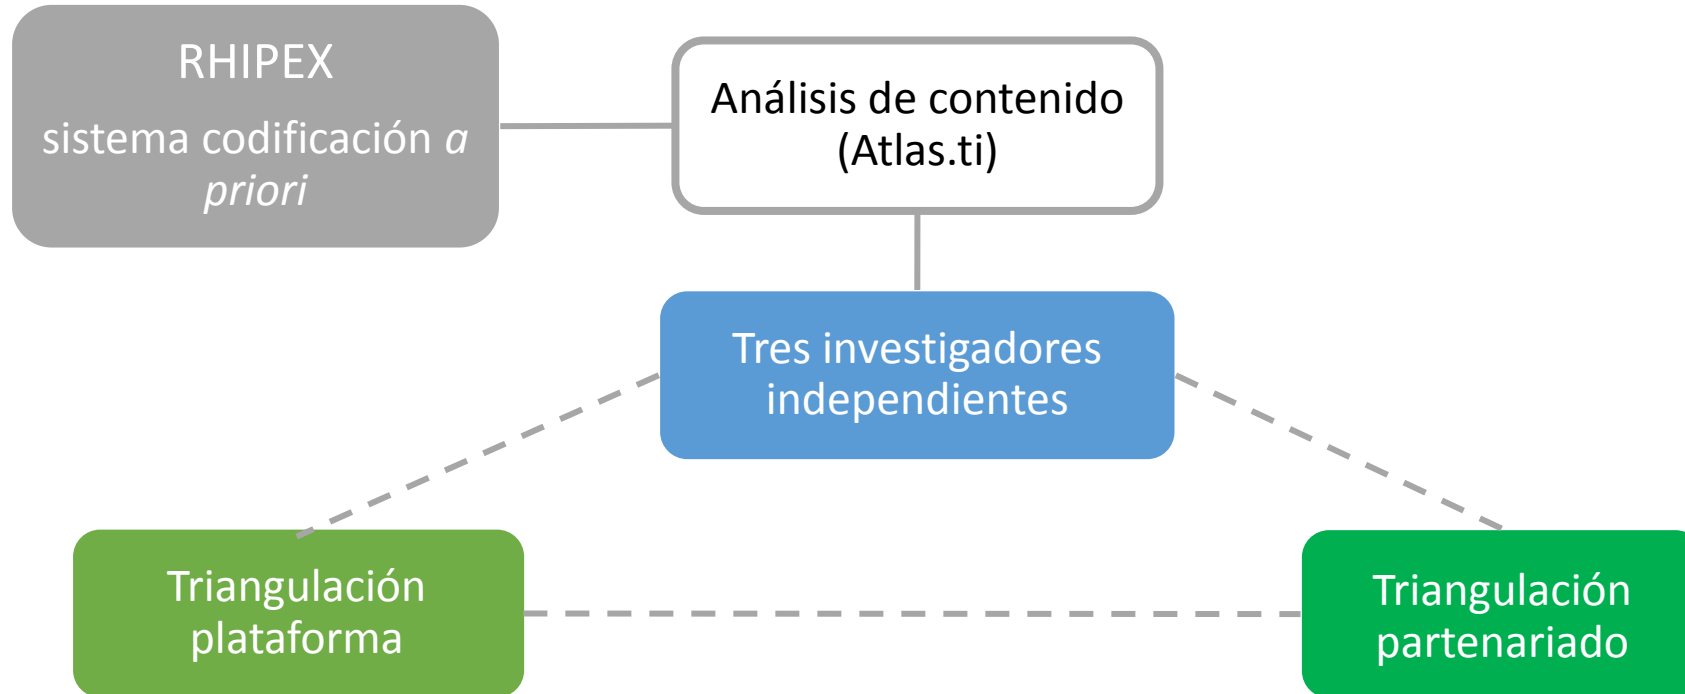 RHIPEX
sistema codificación a
priori
Análisis de contenido
(Atlas.ti)
Tres investigadores
independientes
Triangulación
plataforma
Triangulación
partenariado